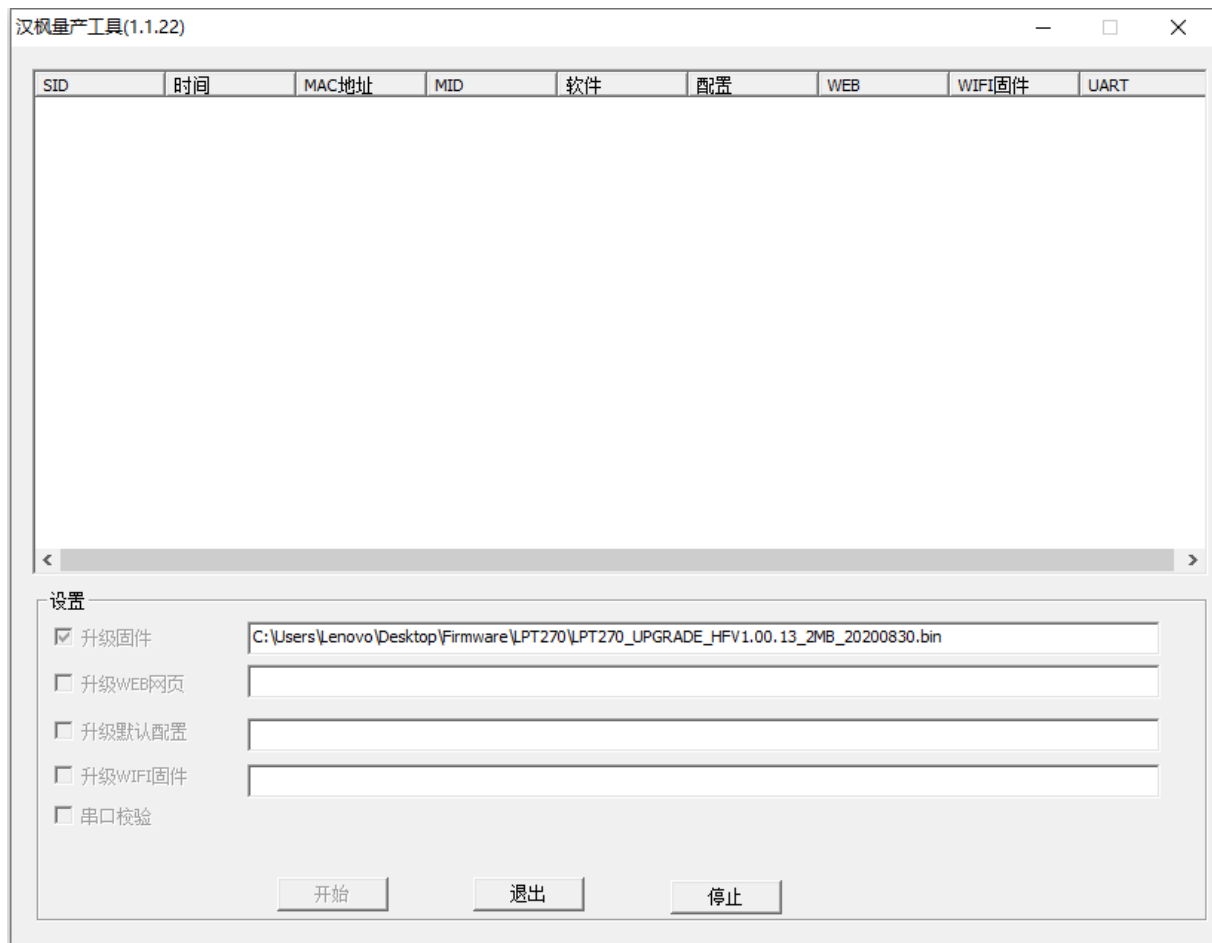 汉枫量产工具(1.1.22)
SID 时间 MAC地址 MID 软件 配置 WEB WIFI固件 UART
设置
升级固件 C:\Users\Lenovo\Desktop\Firmware\LPT270\LPT270_UPGRADE_HFV1.00.13_2MB_20200830.bin
升级WEB网页
升级默认配置
升级WIFI固件
串口校验
开始 退出 停止